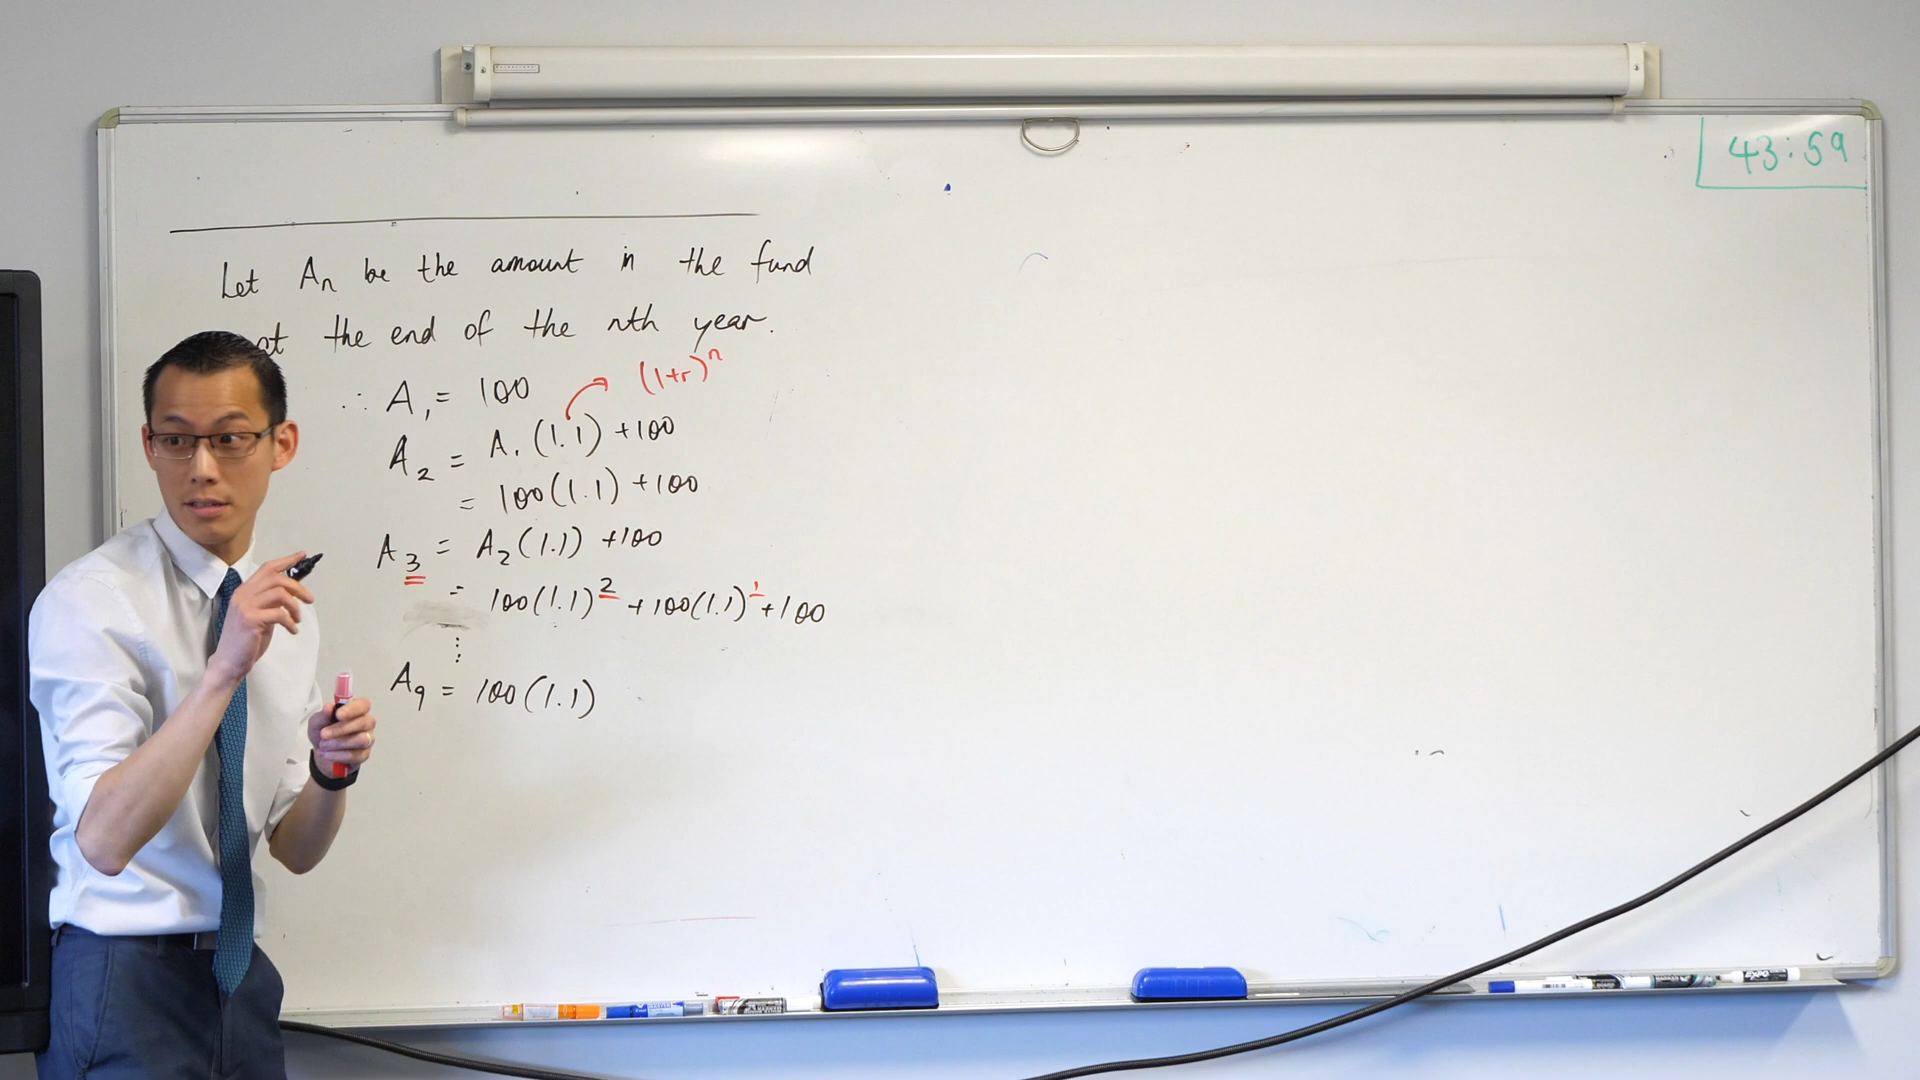 43:59
Let An be the amount in the fund
at the end of the nth year.
∴ A₁ = 100
(1+r)ⁿ
A₂ = A₁ (1.1) +100
= 100(1.1) +100
A₃ = A₂(1.1) +100
= 100(1.1)² +100(1.1)¹ +100
⋮
A₉ = 100(1.1)
EXPO